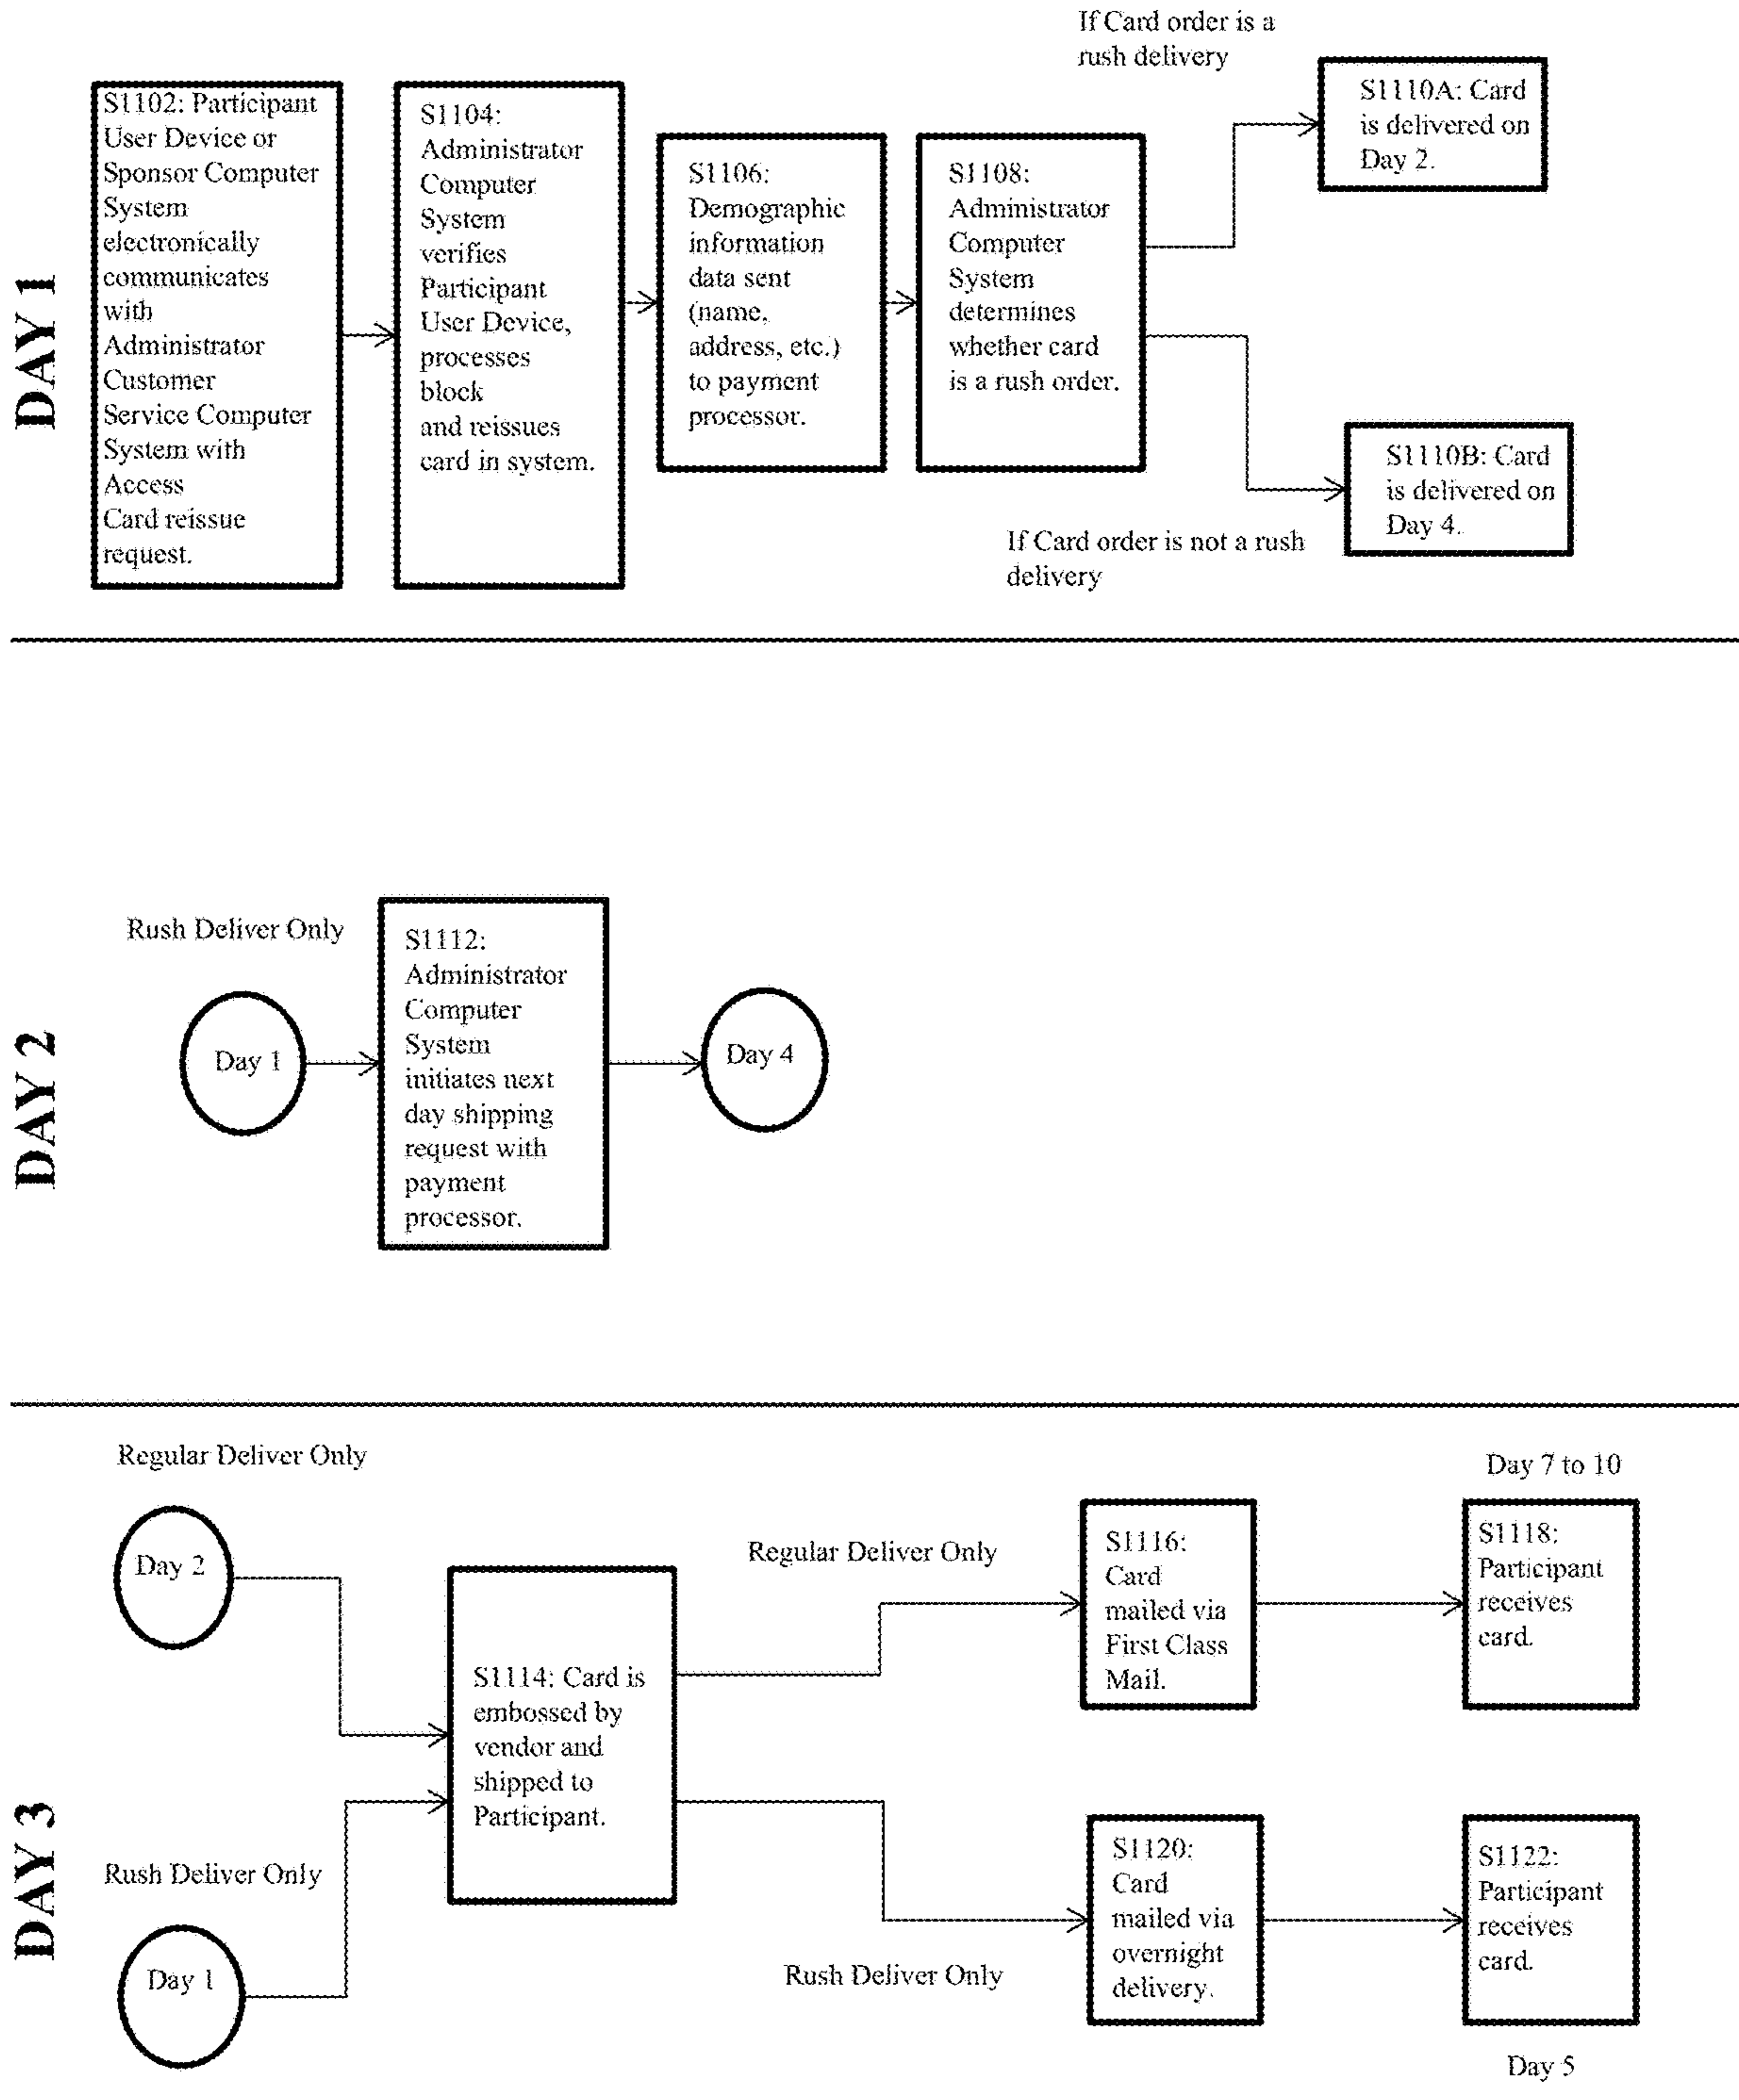 DAY 1
S1102: Participant
User Device or
Sponsor Computer
System
electronically
communicates
with
Administrator
Customer
Service Computer
System with
Access
Card reissue
request.
S1104:
Administrator
Computer
System
verifies
Participant
User Device,
processes
block
and reissues
card in system.
S1106:
Demographic
information
data sent
(name,
address, etc.)
to payment
processor.
S1108:
Administrator
Computer
System
determines
whether card
is a rush order.
If Card order is a
rush delivery
S1110A: Card
is delivered on
Day 2.
If Card order is not a rush
delivery
S1110B: Card
is delivered on
Day 4.
DAY 2
Rush Deliver Only
Day 1
S1112:
Administrator
Computer
System
initiates next
day shipping
request with
payment
processor.
Day 4
DAY 3
Regular Deliver Only
Day 2
Rush Deliver Only
Day 1
S1114: Card is
embossed by
vendor and
shipped to
Participant.
Regular Deliver Only
S1116:
Card
mailed via
First Class
Mail.
Day 7 to 10
S1118:
Participant
receives
card.
Rush Deliver Only
S1120:
Card
mailed via
overnight
delivery.
S1122:
Participant
receives
card.
Day 5